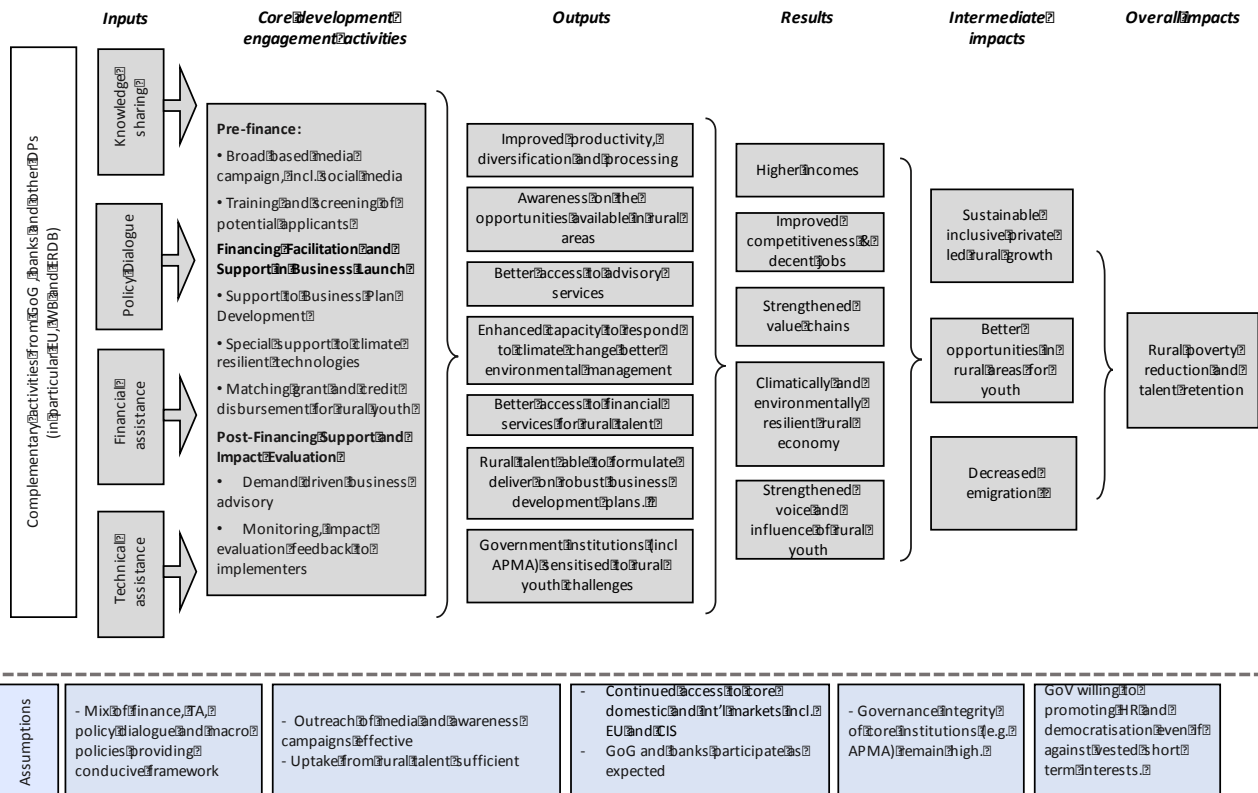 Inputs
Core development
engagement activities
Outputs
Results
Intermediate
impacts
Overall impacts
Complementary activities from GoG, banks and other DPs
(in particular EU, WB and ERDB)
Knowledge
sharing
Policy Dialogue
Financial
assistance
Technical
assistance
Pre-finance:
• Broad based media
campaign, incl. social media
• Training and screening of
potential applicants
Financing Facilitation and
Support in Business Launch
• Support to Business Plan
Development
• Special support to climate
resilient technologies
• Matching grant and credit
disbursement for rural youth
Post-Financing Support and
Impact Evaluation
• Demand driven business
advisory
• Monitoring, impact
evaluation feedback to
implementers
Improved productivity,
diversification and processing
Awareness on the
opportunities available in rural
areas
Better access to advisory
services
Enhanced capacity to respond
to climate change better
environmental management
Better access to financial
services for rural talent
Rural talent able to formulate
deliver on robust business
development plans.
Government institutions (incl
APMA) sensitised to rural
youth challenges
Higher incomes
Improved
competitiveness &
decent jobs
Strengthened
value chains
Climatically and
environmentally
resilient rural
economy
Strengthened
voice and
influence of rural
youth
Sustainable
inclusive private
led rural growth
Better
opportunities in
rural areas for
youth
Decreased
emigration
Rural poverty
reduction and
talent retention
Assumptions
- Mix of finance, TA,
policy dialogue and macro
policies providing
conducive framework
- Outreach of media and awareness
campaigns effective
- Uptake from rural talent sufficient
- Continued access to core
domestic and int'l markets incl.
EU and CIS
- GoG and banks participate as
expected
- Governance integrity
of core institutions (e.g.
APMA) remain high.
GoV willing to
promoting HR and
democratisation even if
against vested short
term interests.